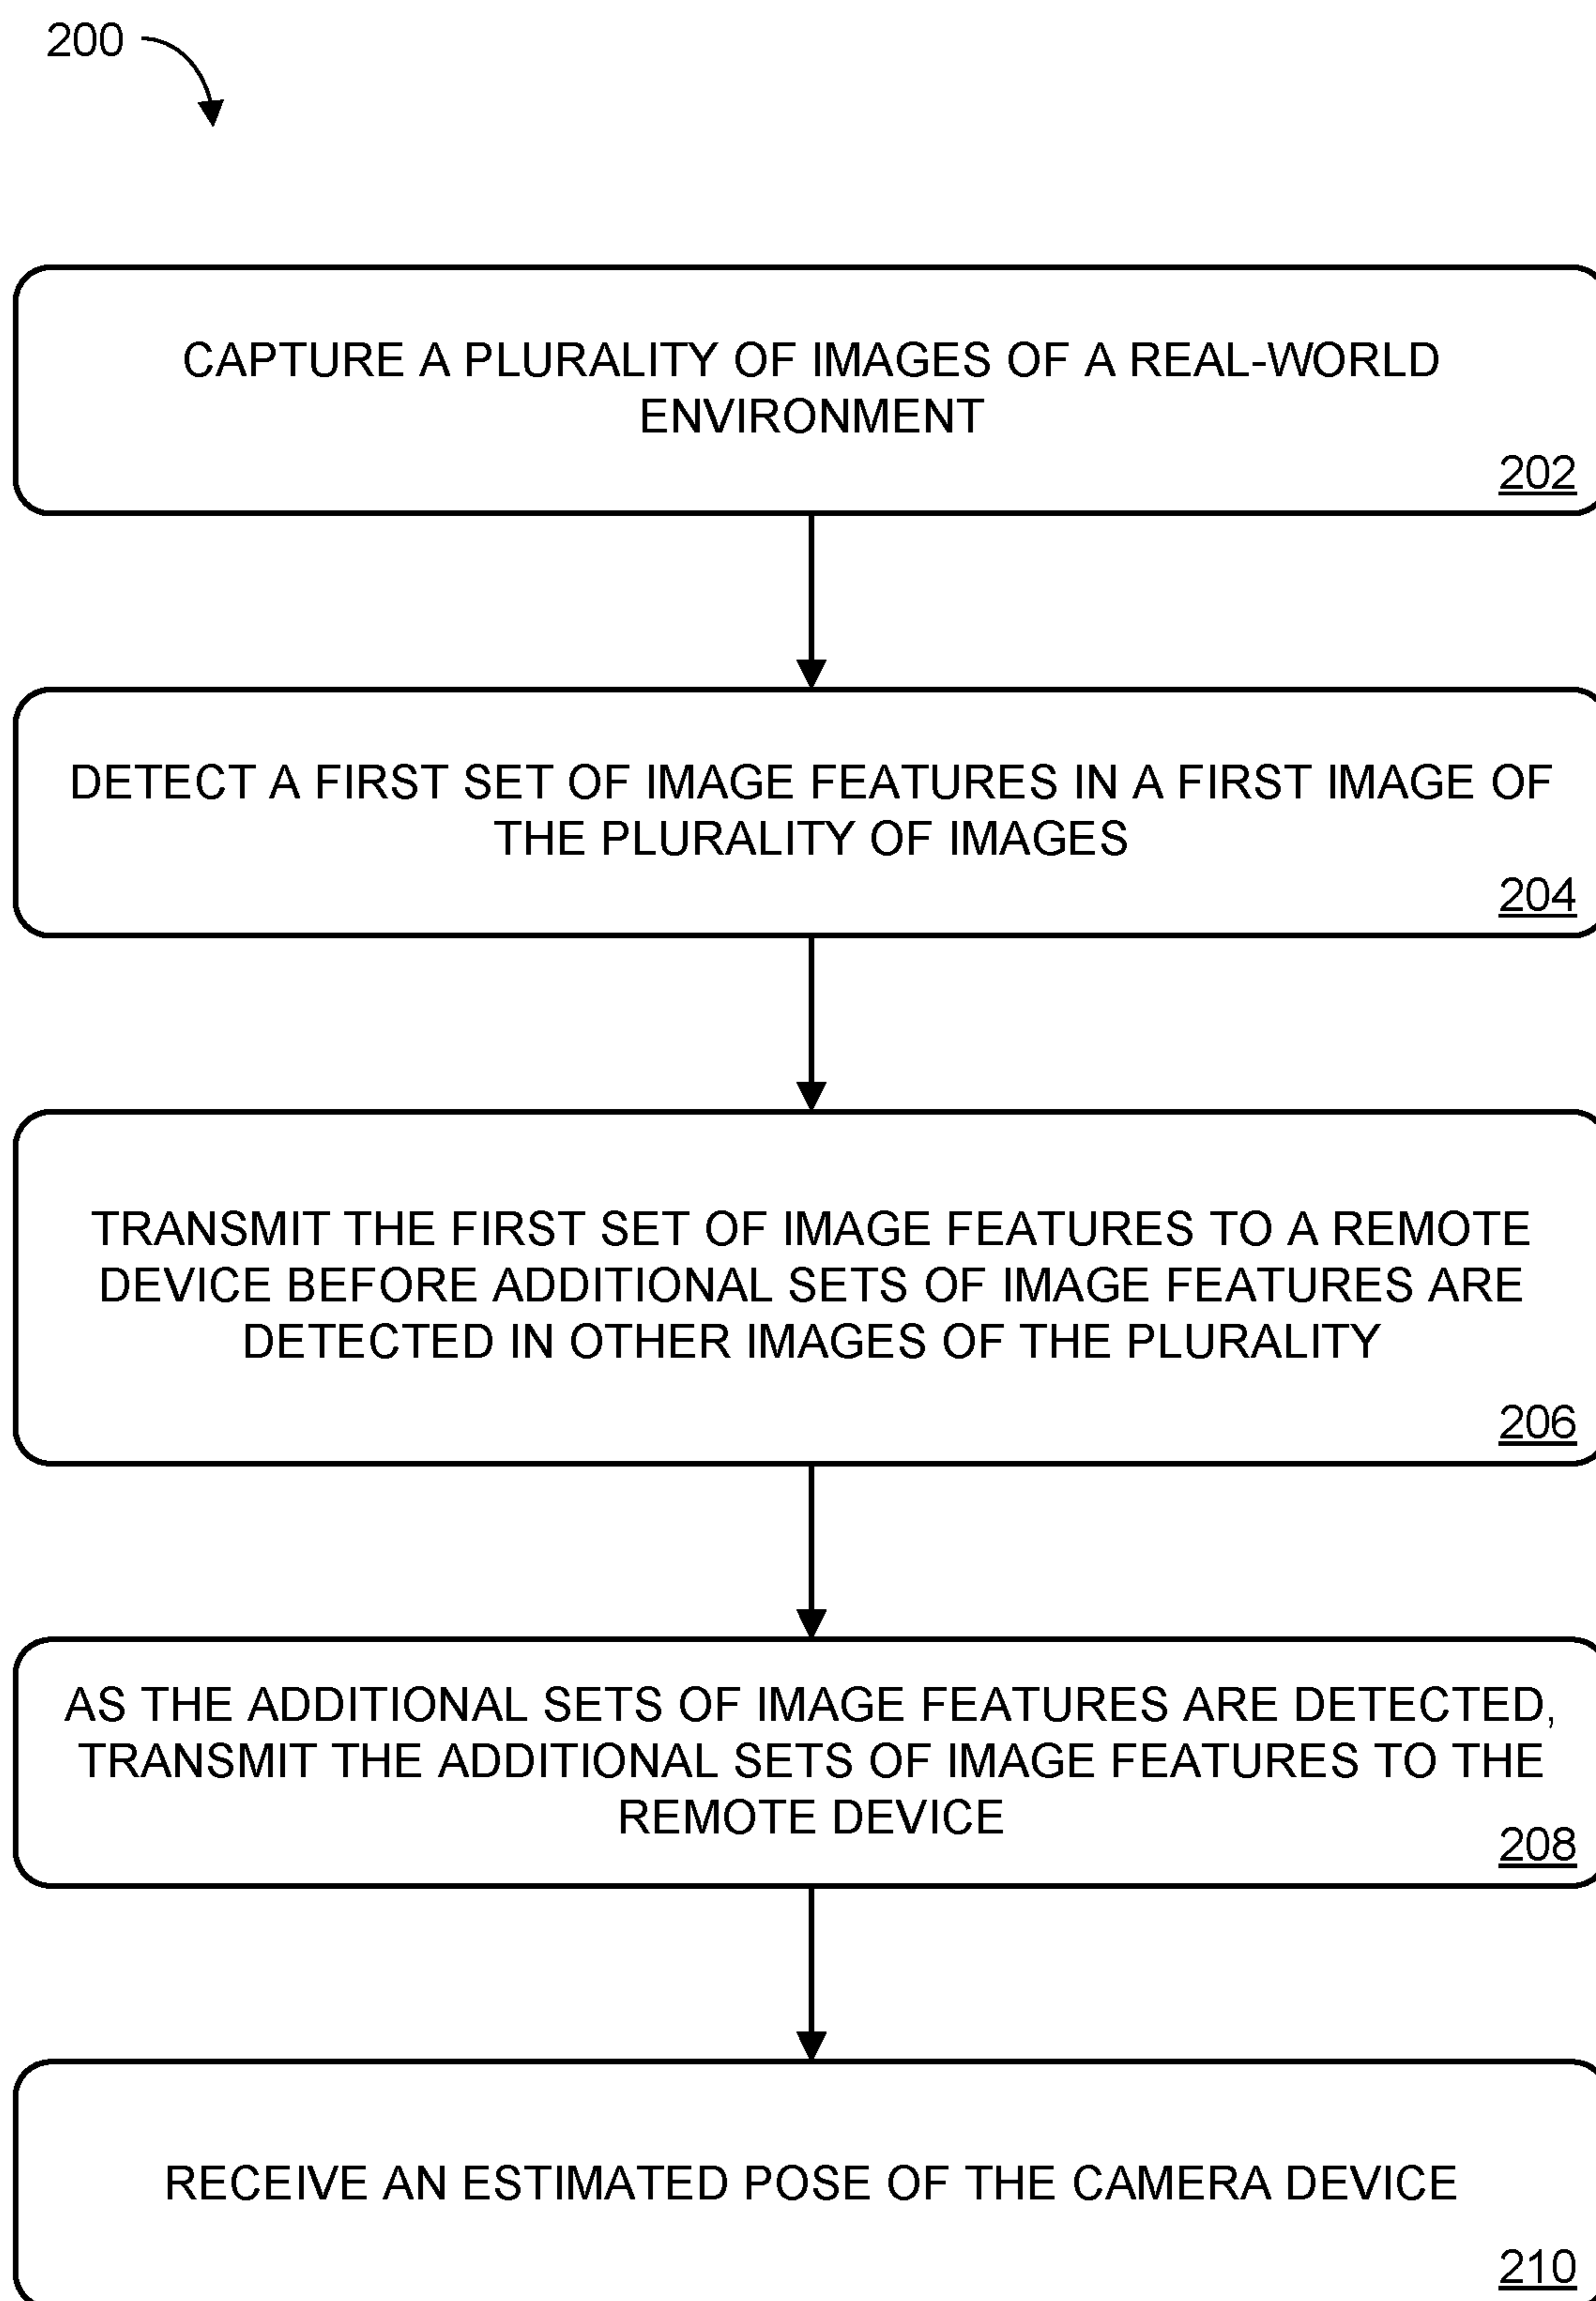 200
CAPTURE A PLURALITY OF IMAGES OF A REAL-WORLD
ENVIRONMENT
202
DETECT A FIRST SET OF IMAGE FEATURES IN A FIRST IMAGE OF
THE PLURALITY OF IMAGES
204
TRANSMIT THE FIRST SET OF IMAGE FEATURES TO A REMOTE
DEVICE BEFORE ADDITIONAL SETS OF IMAGE FEATURES ARE
DETECTED IN OTHER IMAGES OF THE PLURALITY
206
AS THE ADDITIONAL SETS OF IMAGE FEATURES ARE DETECTED,
TRANSMIT THE ADDITIONAL SETS OF IMAGE FEATURES TO THE
REMOTE DEVICE
208
RECEIVE AN ESTIMATED POSE OF THE CAMERA DEVICE
210